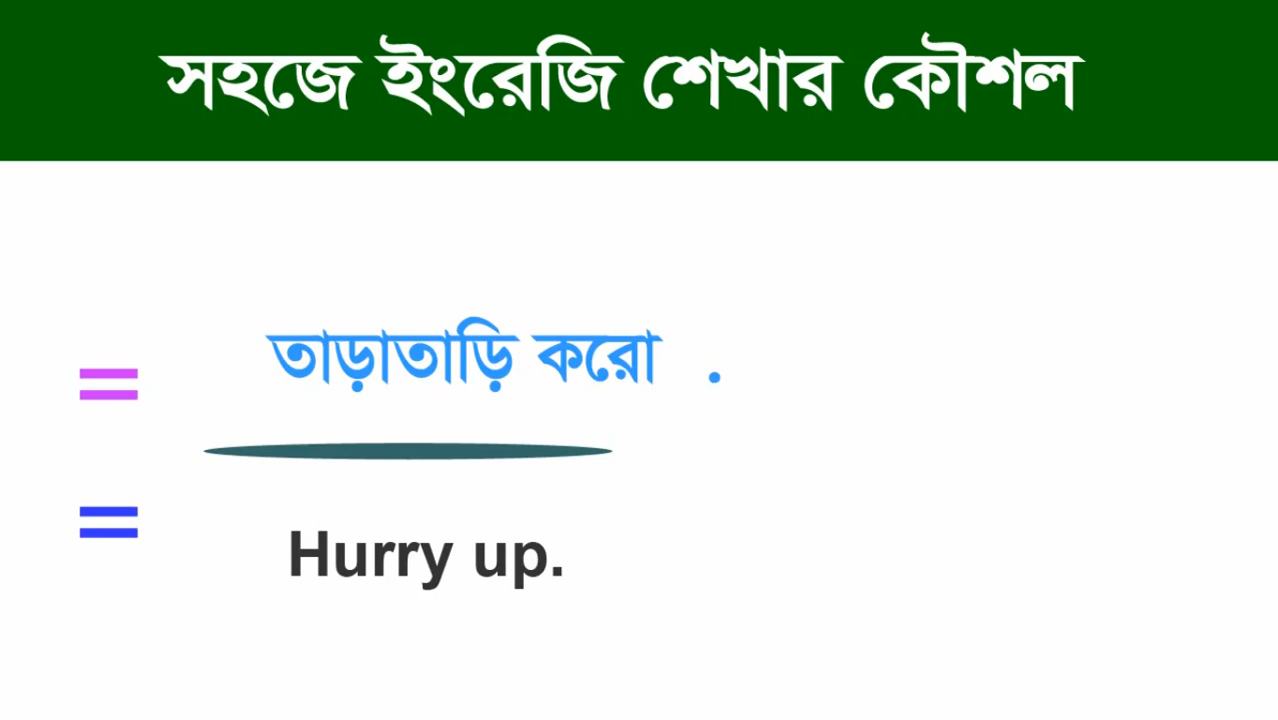 সহজে ইংরেজি শেখার কৌশল
= তাড়াতাড়ি করো .
= Hurry up.